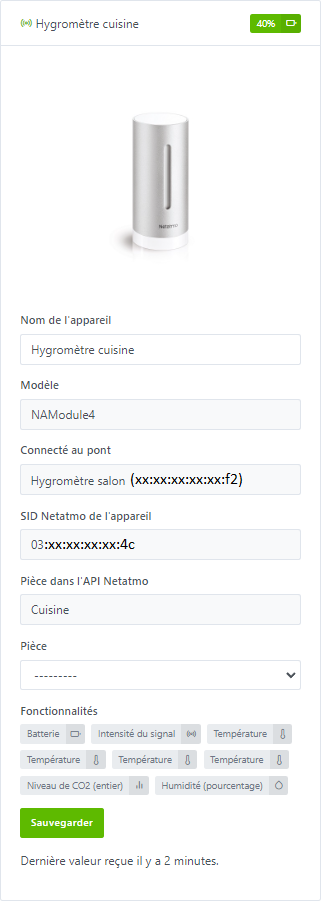 Hygromètre cuisine 40%
NETATMO
Nom de l'appareil
Hygromètre cuisine
Modèle
NAModule4
Connecté au pont
Hygromètre salon (xx:xx:xx:xx:xx:f2)
SID Netatmo de l'appareil
03:xx:xx:xx:xx:4c
Pièce dans l'API Netatmo
Cuisine
Pièce
---------
Fonctionnalités
Batterie Intensité du signal Température
Température Température Température
Niveau de CO2 (entier) Humidité (pourcentage)
Sauvegarder
Dernière valeur reçue il y a 2 minutes.